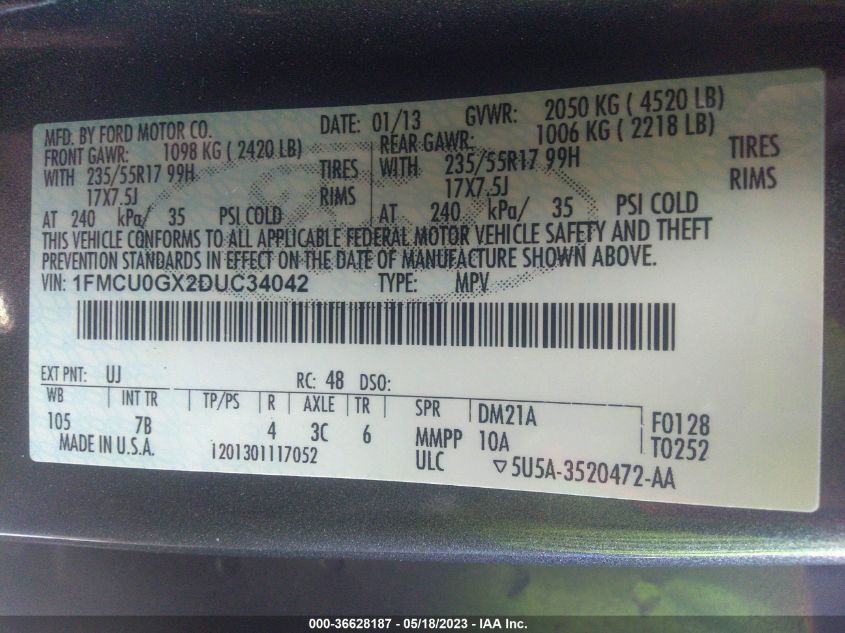 MFD. BY FORD MOTOR CO. DATE: 01/13 GVWR: 2050 KG ( 4520 LB)
FRONT GAWR: 1098 KG ( 2420 LB) REAR GAWR: 1006 KG ( 2218 LB)
WITH 235/55R17 99H TIRES WITH 235/55R17 99H TIRES
17X7.5J RIMS 17X7.5J RIMS
AT 240 kPa/ 35 PSI COLD AT 240 kPa/ 35 PSI COLD
THIS VEHICLE CONFORMS TO ALL APPLICABLE FEDERAL MOTOR VEHICLE SAFETY AND THEFT
PREVENTION STANDARDS IN EFFECT ON THE DATE OF MANUFACTURE SHOWN ABOVE.
VIN: 1FMCU0GX2DUC34042 TYPE: MPV
EXT PNT: UJ RC: 48 DSO:
WB INT TR TP/PS R AXLE TR SPR DM21A F0128
105 7B 4 3C 6 MMPP 10A T0252
MADE IN U.S.A. 1201301117052 ULC ▽5U5A-3520472-AA
000-36628187 - 05/18/2023 - IAA Inc.